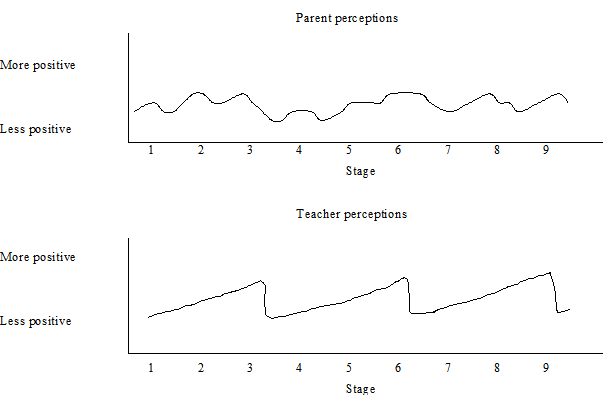 Parent perceptions
More positive
Less positive
1 2 3 4 5 6 7 8 9
Stage
Teacher perceptions
More positive
Less positive
1 2 3 4 5 6 7 8 9
Stage